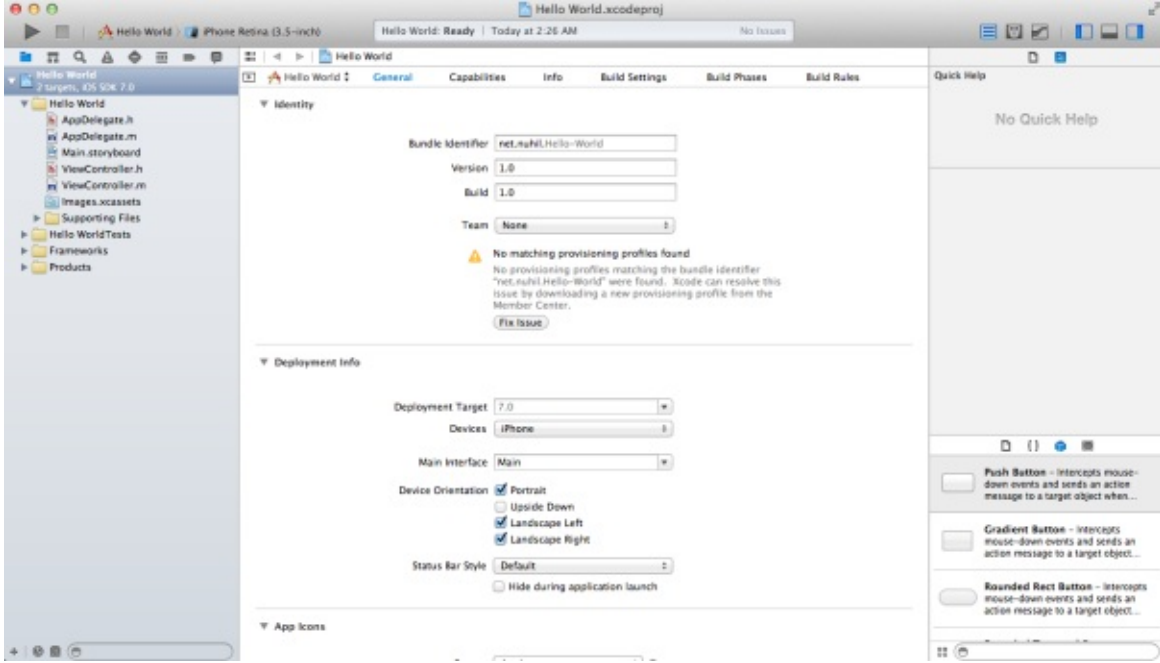 Hello World.xcodeproj
Hello World
iPhone Retina (3.5-inch)
Hello World: Ready | Today at 2:26 AM
No Issues
Hello World
Hello World
2 targets, iOS SDK 7.0
Hello World
AppDelegate.h
AppDelegate.m
Main.storyboard
ViewController.h
ViewController.m
Images.xcassets
Supporting Files
Hello WorldTests
Frameworks
Products
Hello World
General
Capabilities
Info
Build Settings
Build Phases
Build Rules
Identity
Bundle Identifier net.nuhil.Hello-World
Version 1.0
Build 1.0
Team None
No matching provisioning profiles found
No provisioning profiles matching the bundle identifier
"net.nuhil.Hello-World" were found. Xcode can resolve this
issue by downloading a new provisioning profile from the
Member Center.
Fix Issue
Deployment Info
Deployment Target 7.0
Devices iPhone
Main Interface Main
Device Orientation Portrait
Upside Down
Landscape Left
Landscape Right
Status Bar Style Default
Hide during application launch
App Icons
Quick Help
No Quick Help
Push Button - Intercepts mouse-
down events and sends an action
message to a target object when...
Gradient Button - Intercepts
mouse-down events and sends an
action message to a target object...
Rounded Rect Button - Intercepts
mouse-down events and sends an
action message to a target object...